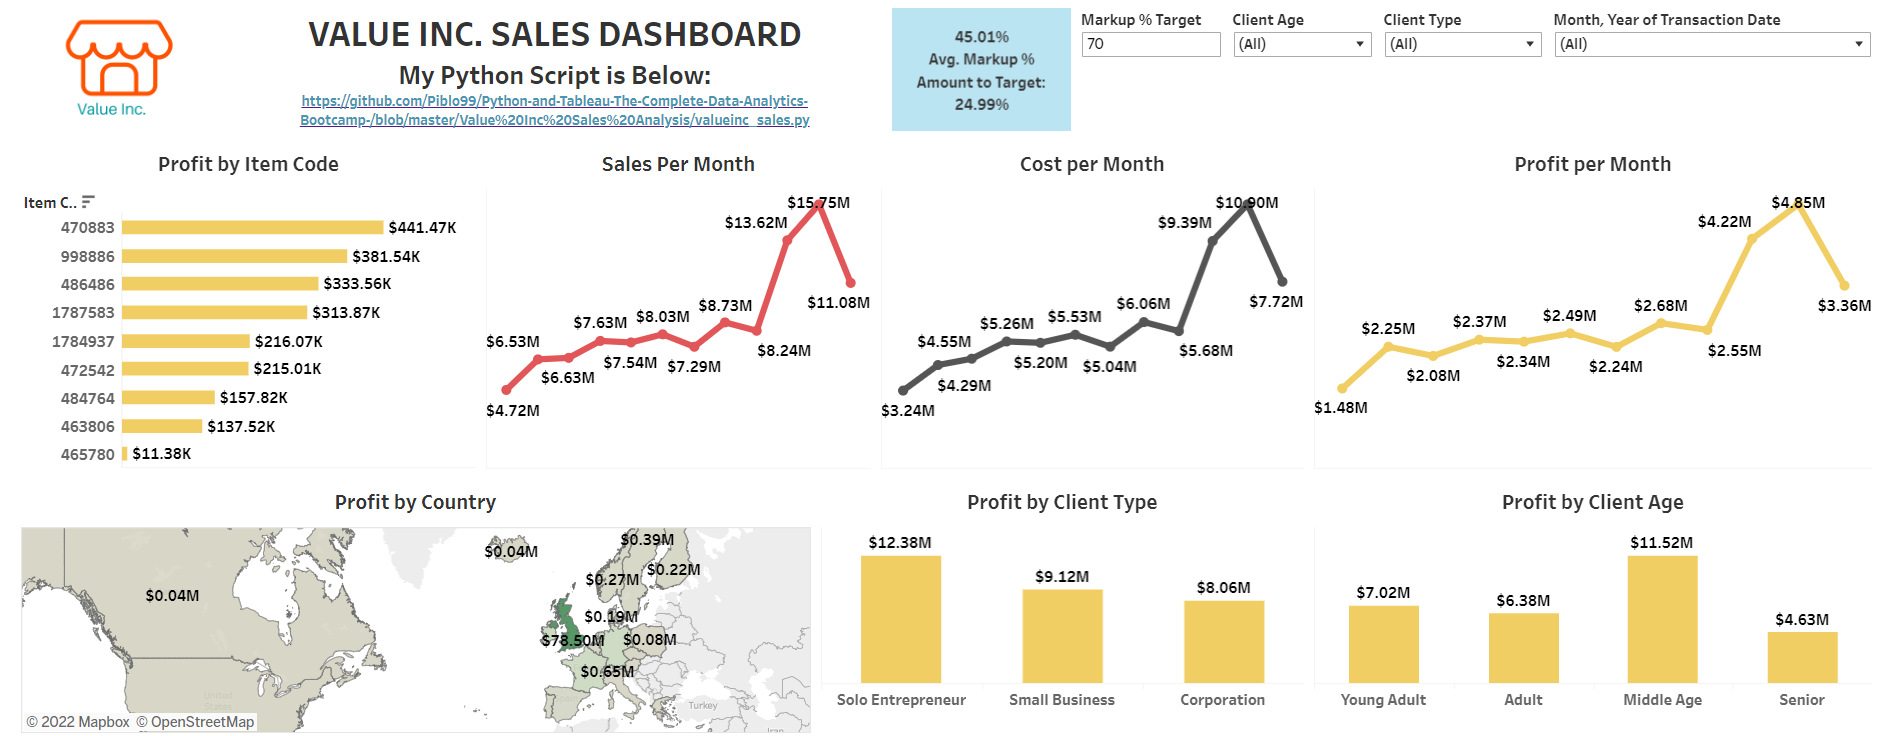 Value Inc.
VALUE INC. SALES DASHBOARD
My Python Script is Below:
https://github.com/Piblo99/Python-and-Tableau-The-Complete-Data-Analytics-
Bootcamp-/blob/master/Value%20Inc%20Sales%20Analysis/valueinc_sales.py
45.01%
Avg. Markup %
Amount to Target:
24.99%
Markup % Target
70
Client Age
(All)
Client Type
(All)
Month, Year of Transaction Date
(All)
Profit by Item Code
Item C..
470883 $441.47K
998886 $381.54K
486486 $333.56K
1787583 $313.87K
1784937 $216.07K
472542 $215.01K
484764 $157.82K
463806 $137.52K
465780 $11.38K
Sales Per Month
$4.72M
$6.53M
$6.63M
$7.63M
$7.54M
$8.03M
$7.29M
$8.73M
$8.24M
$13.62M
$15.75M
$11.08M
Cost per Month
$3.24M
$4.55M
$4.29M
$5.26M
$5.20M
$5.53M
$5.04M
$6.06M
$5.68M
$9.39M
$10.90M
$7.72M
Profit per Month
$1.48M
$2.25M
$2.08M
$2.37M
$2.34M
$2.49M
$2.24M
$2.68M
$2.55M
$4.22M
$4.85M
$3.36M
Profit by Country
$0.04M
$0.04M
$0.39M
$0.27M
$0.22M
$0.19M
$78.50M
$0.08M
$0.65M
United
States
Turkey
Iran
© 2022 Mapbox © OpenStreetMap
Profit by Client Type
$12.38M
$9.12M
$8.06M
Solo Entrepreneur
Small Business
Corporation
Profit by Client Age
$7.02M
$6.38M
$11.52M
$4.63M
Young Adult
Adult
Middle Age
Senior